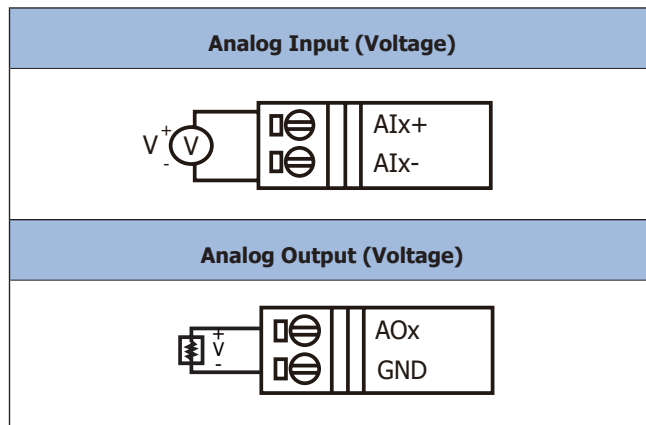 Analog Input (Voltage)
V + V -
AIx+
AIx-
Analog Output (Voltage)
+ V -
AOx
GND